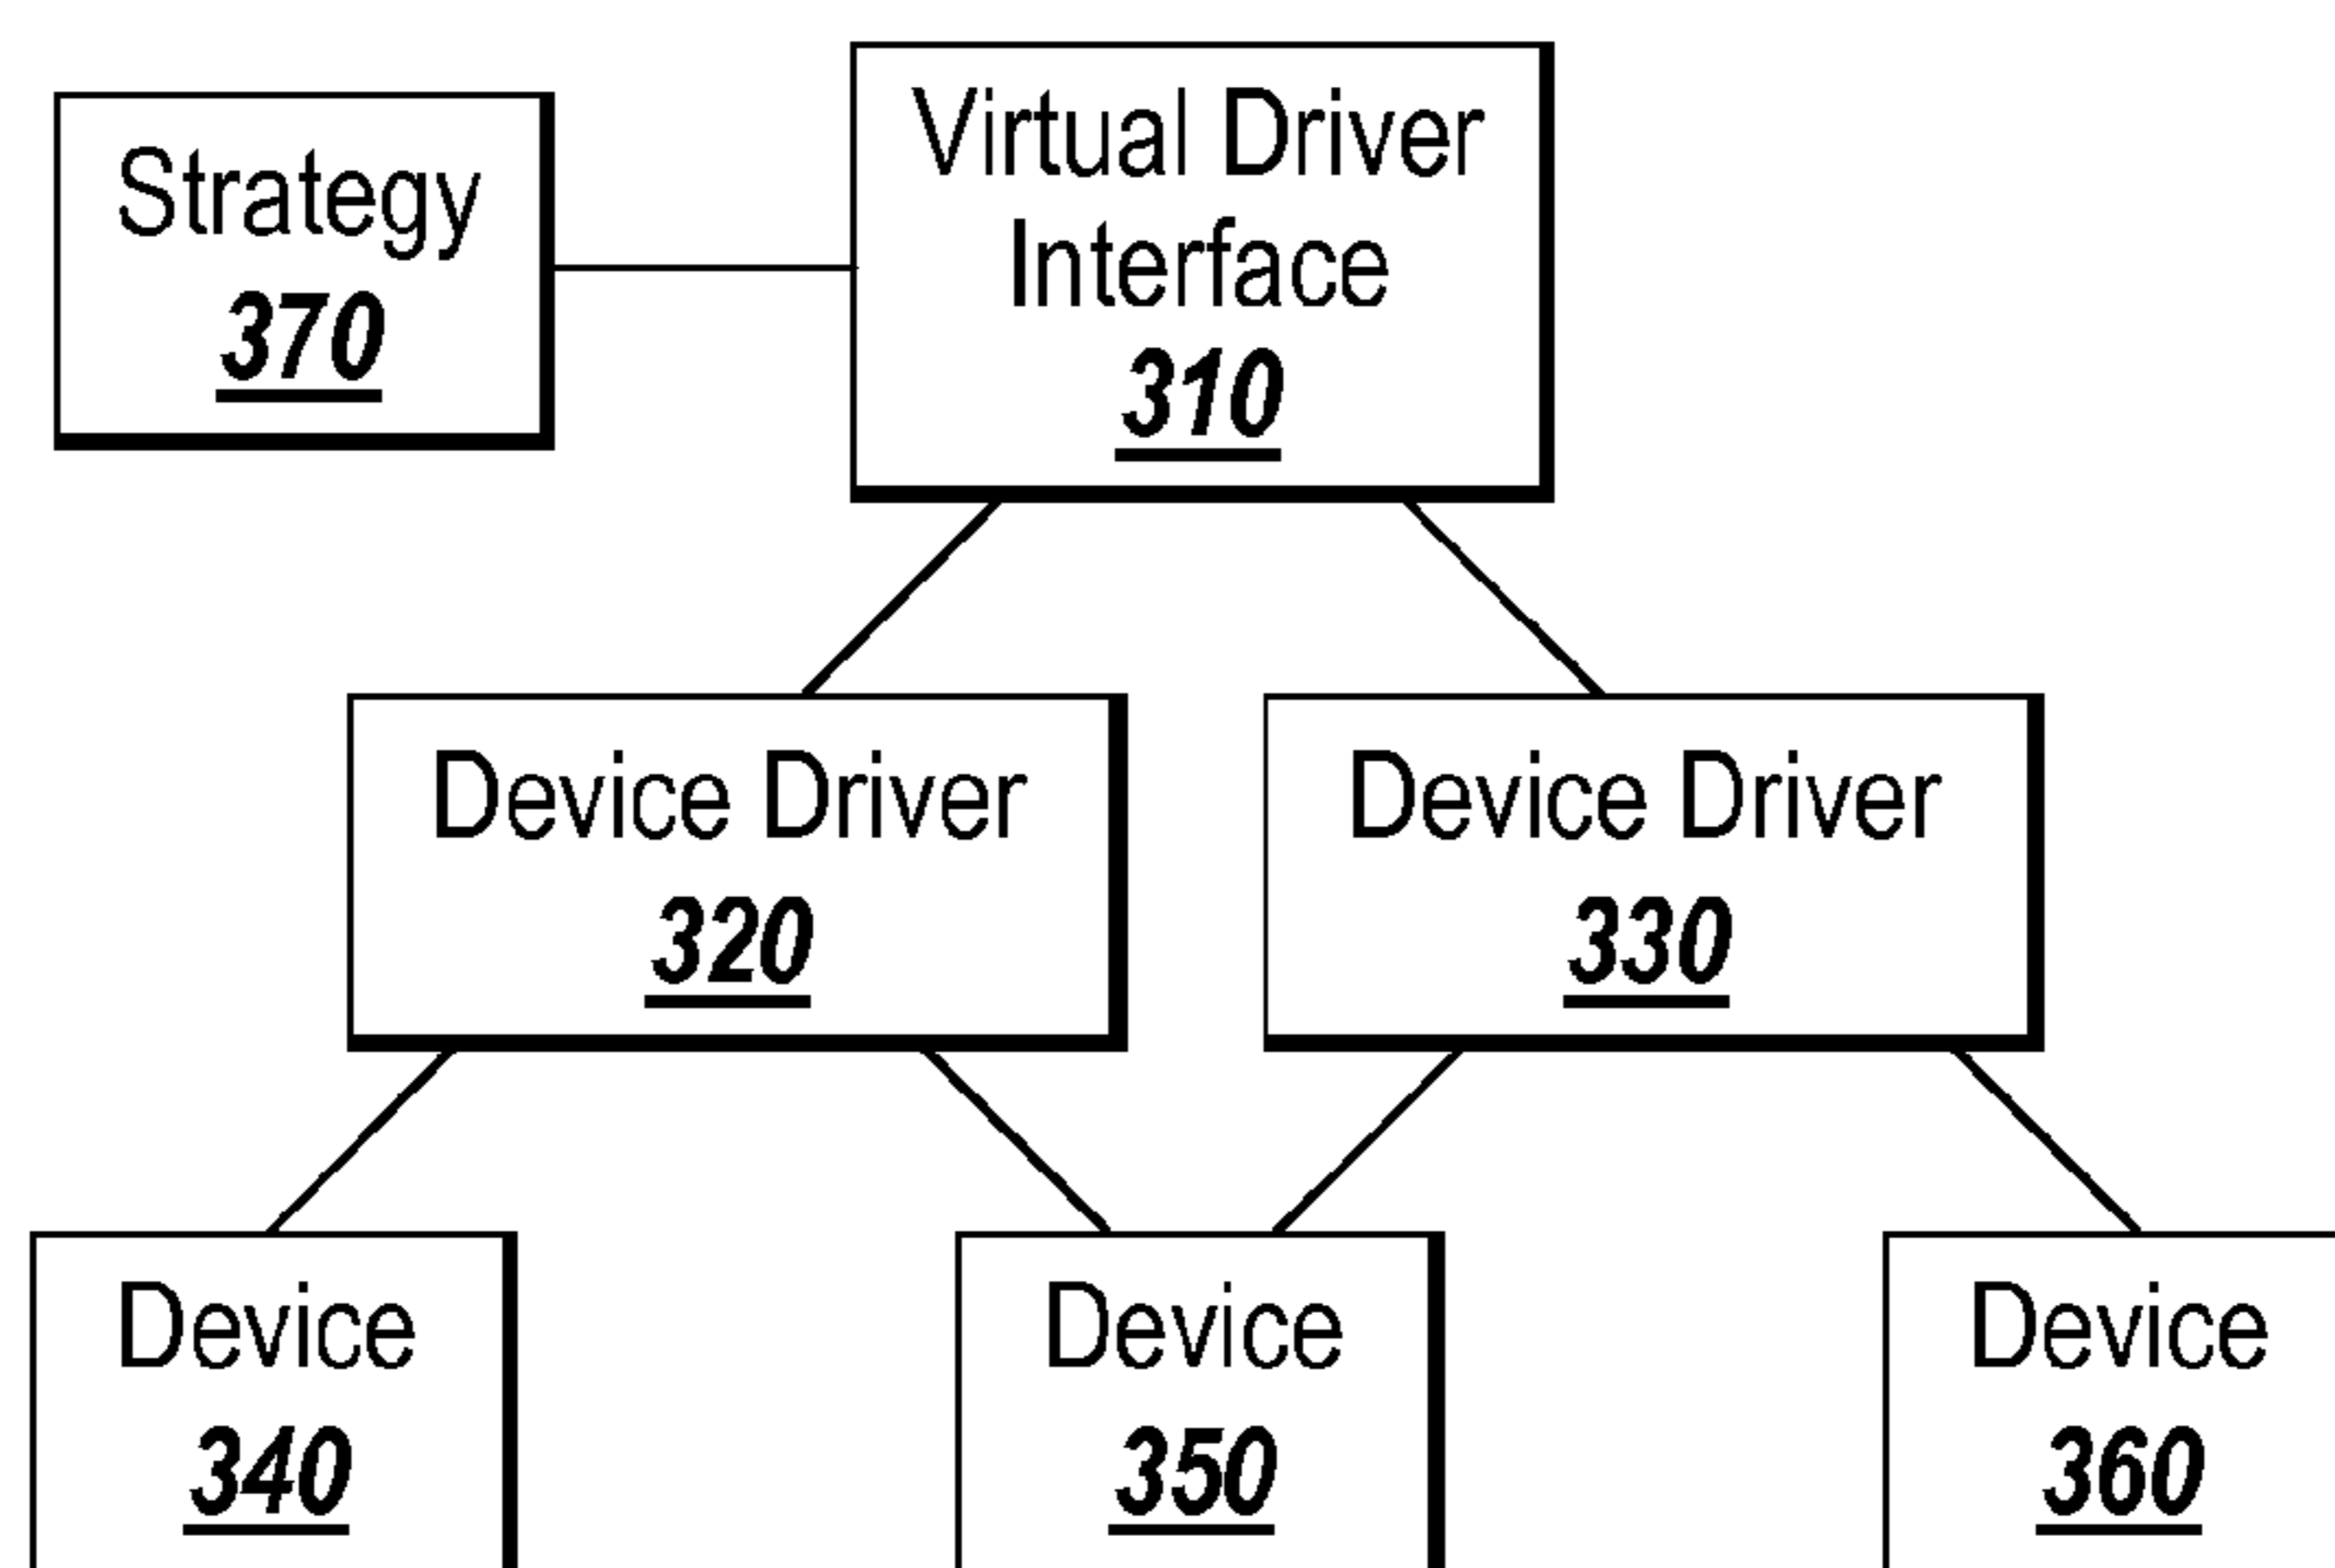 Strategy
370
Virtual Driver
Interface
310
Device Driver
320
Device Driver
330
Device
340
Device
350
Device
360